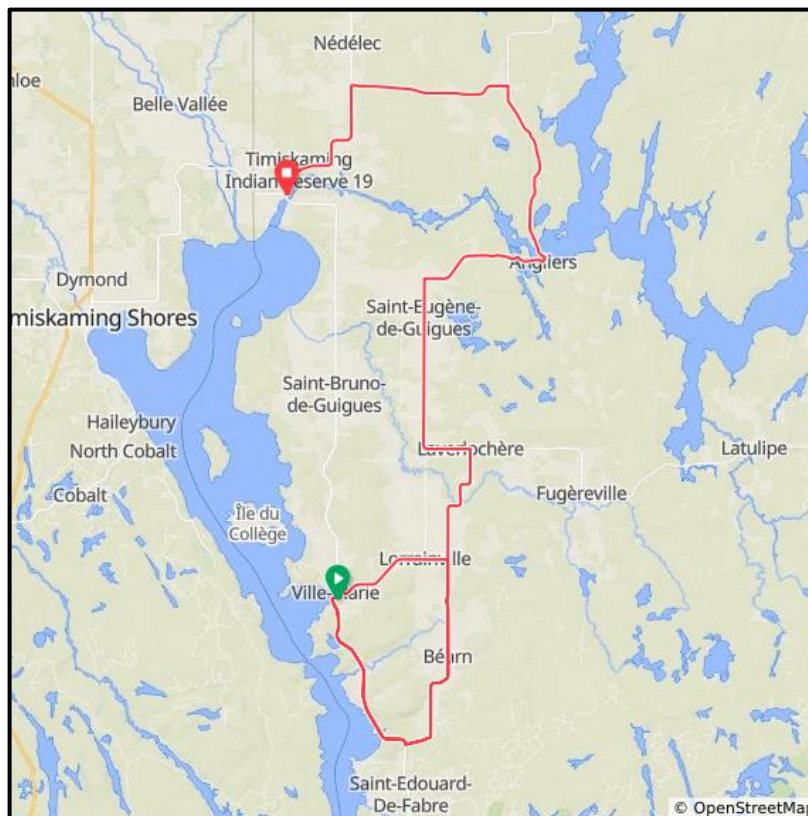 Nédélec
hloe
Belle Vallée
Timiskaming
Indian Reserve 19
Dymond
miskaming Shores
Angliers
Saint-Eugène-
de-Guigues
Saint-Bruno-
de-Guigues
Haileybury
North Cobalt
Laverlochère
Latulipe
Cobalt
Fugèreville
Île du
Collège
Lorrainville
Ville-Marie
Béarn
Saint-Edouard-
De-Fabre
© OpenStreetMap